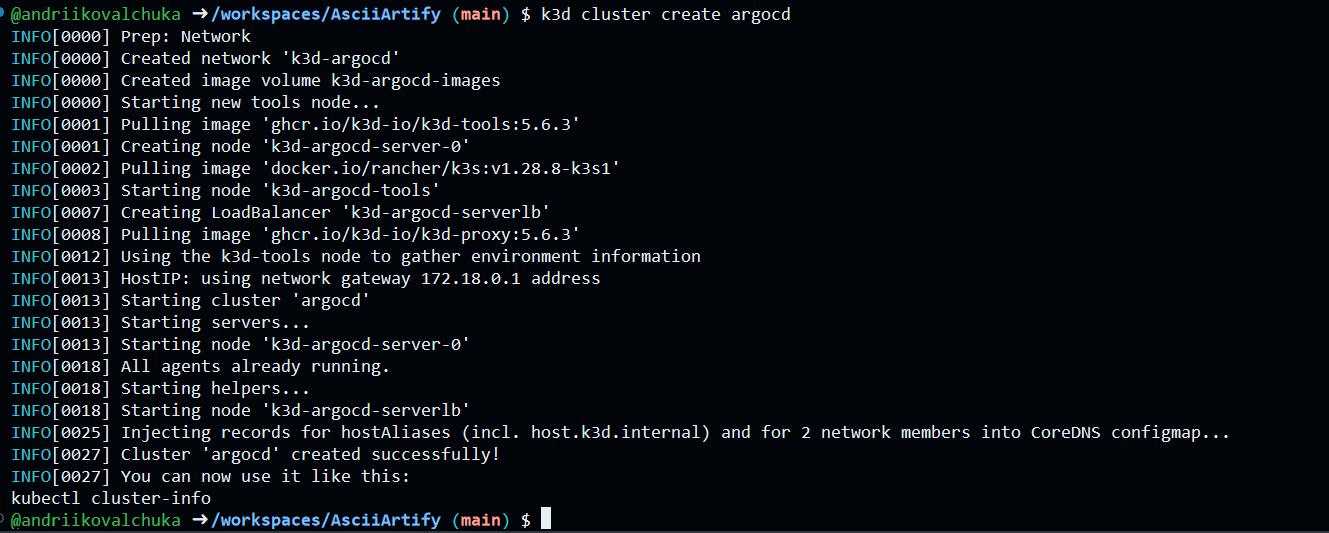 @andriikovalchuka ➜/workspaces/AsciiArtify (main) $ k3d cluster create argocd
INFO[0000] Prep: Network
INFO[0000] Created network 'k3d-argocd'
INFO[0000] Created image volume k3d-argocd-images
INFO[0000] Starting new tools node...
INFO[0001] Pulling image 'ghcr.io/k3d-io/k3d-tools:5.6.3'
INFO[0001] Creating node 'k3d-argocd-server-0'
INFO[0002] Pulling image 'docker.io/rancher/k3s:v1.28.8-k3s1'
INFO[0003] Starting node 'k3d-argocd-tools'
INFO[0007] Creating LoadBalancer 'k3d-argocd-serverlb'
INFO[0008] Pulling image 'ghcr.io/k3d-io/k3d-proxy:5.6.3'
INFO[0012] Using the k3d-tools node to gather environment information
INFO[0013] HostIP: using network gateway 172.18.0.1 address
INFO[0013] Starting cluster 'argocd'
INFO[0013] Starting servers...
INFO[0013] Starting node 'k3d-argocd-server-0'
INFO[0018] All agents already running.
INFO[0018] Starting helpers...
INFO[0018] Starting node 'k3d-argocd-serverlb'
INFO[0025] Injecting records for hostAliases (incl. host.k3d.internal) and for 2 network members into CoreDNS configmap...
INFO[0027] Cluster 'argocd' created successfully!
INFO[0027] You can now use it like this:
kubectl cluster-info
@andriikovalchuka ➜/workspaces/AsciiArtify (main) $